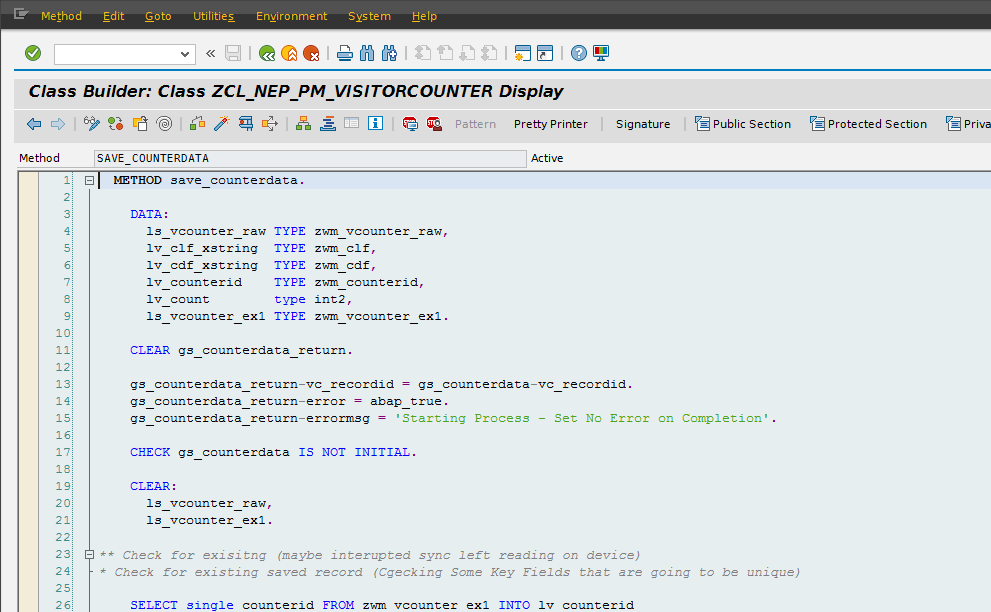 Method Edit Goto Utilities Environment System Help
Class Builder: Class ZCL_NEP_PM_VISITORCOUNTER Display
Pattern Pretty Printer Signature Public Section Protected Section Priva
Method SAVE_COUNTERDATA Active
1 METHOD save_counterdata.
2
3 DATA:
4 ls_vcounter_raw TYPE zwm_vcounter_raw,
5 lv_clf_xstring TYPE zwm_clf,
6 lv_cdf_xstring TYPE zwm_cdf,
7 lv_counterid TYPE zwm_counterid,
8 lv_count type int2,
9 ls_vcounter_ex1 TYPE zwm_vcounter_ex1.
10
11 CLEAR gs_counterdata_return.
12
13 gs_counterdata_return-vc_recordid = gs_counterdata-vc_recordid.
14 gs_counterdata_return-error = abap_true.
15 gs_counterdata_return-errormsg = 'Starting Process - Set No Error on Completion'.
16
17 CHECK gs_counterdata IS NOT INITIAL.
18
19 CLEAR:
20 ls_vcounter_raw,
21 ls_vcounter_ex1.
22
23 ** Check for exisitng (maybe interupted sync left reading on device)
24 * Check for existing saved record (Cgecking Some Key Fields that are going to be unique)
25
26 SELECT single counterid FROM zwm_vcounter_ex1 INTO lv_counterid